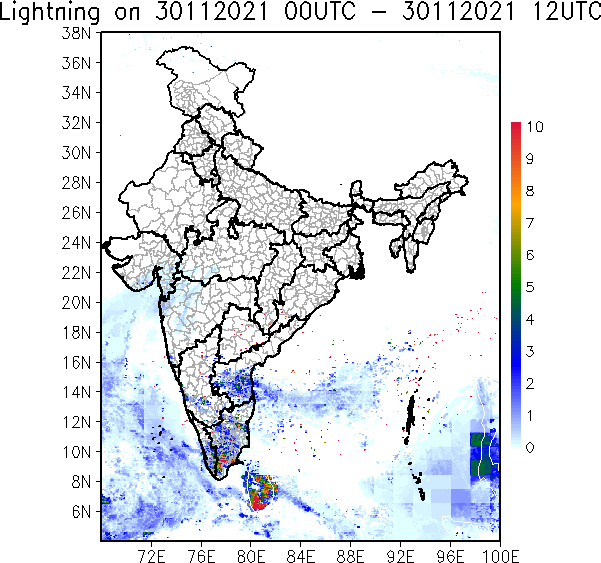 Lightning on 30112021 00UTC – 30112021 12UTC
38N
36N
34N
32N
30N
28N
26N
24N
22N
20N
18N
16N
14N
12N
10N
8N
6N
72E 76E 80E 84E 88E 92E 96E 100E
10
9
8
7
6
5
4
3
2
1
0